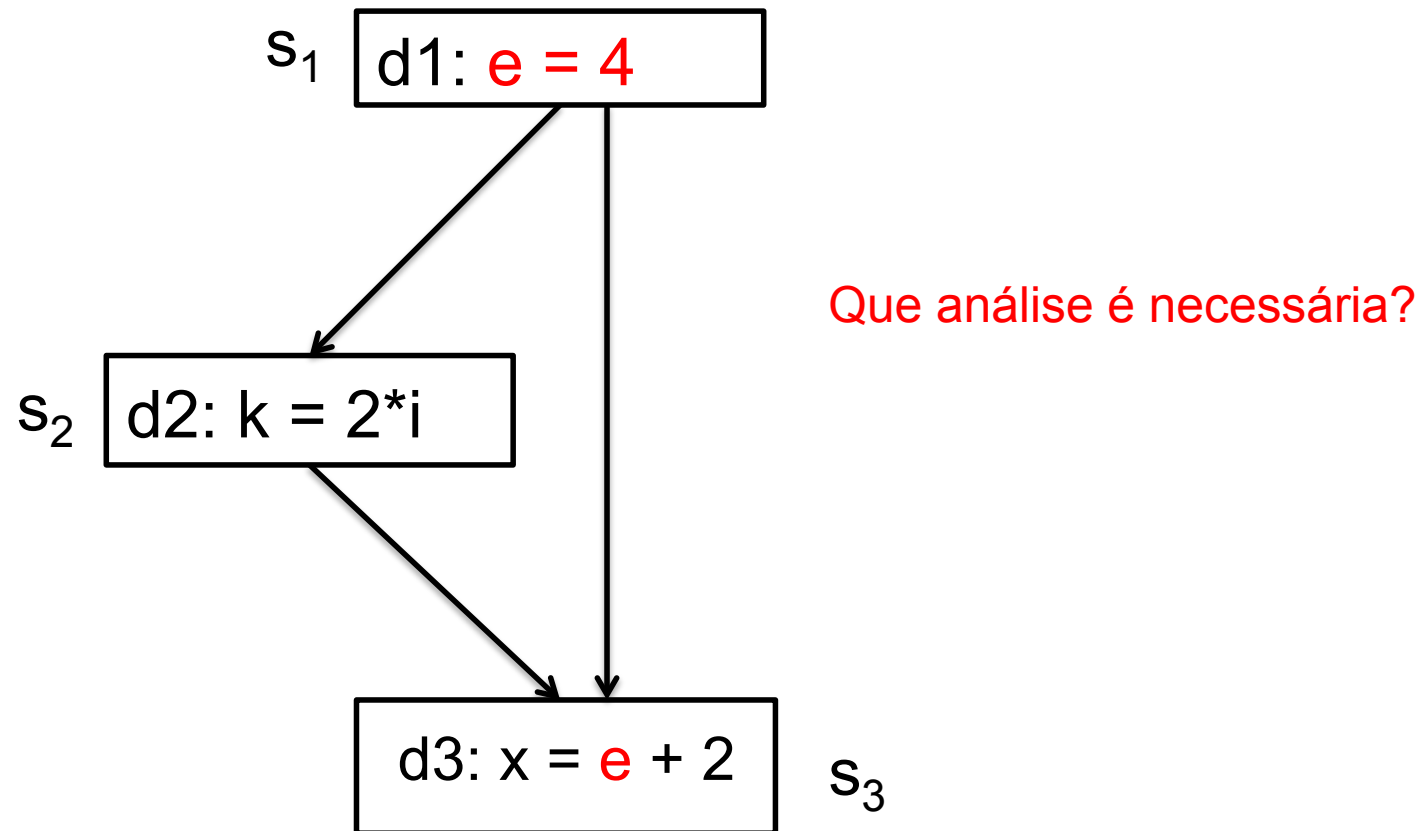 s1
d1: e = 4
Que análise é necessária?
s2
d2: k = 2*i
d3: x = e + 2
s3